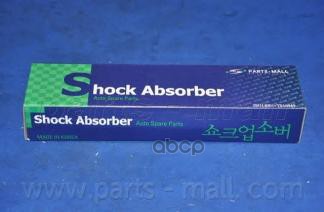 PARTS-MALL
Shock Absorber
Auto Spare Parts
Shock Absorber Auto Spare Parts
쇼크업소버
MADE IN KOREA
авср
www.parts-mall.com